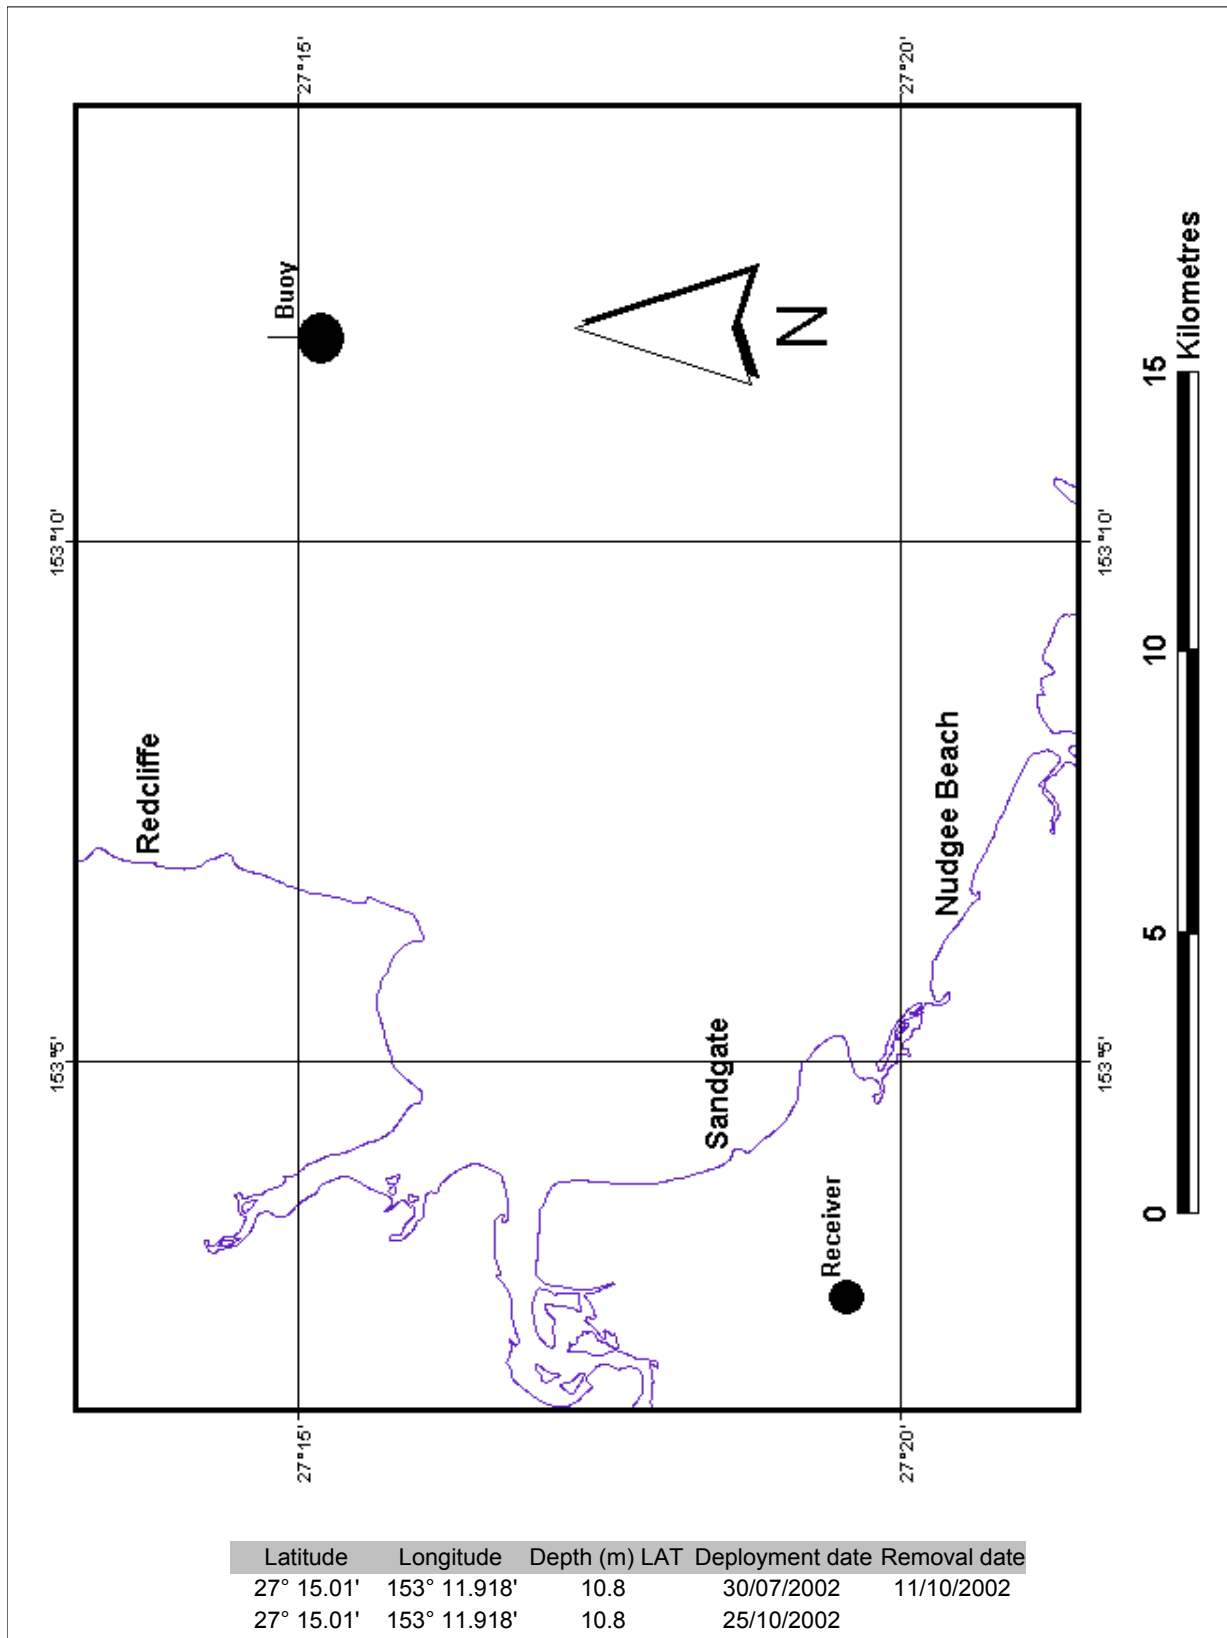 27°15'
27°20'
Buoy
N
Kilometres
15
153°10'
153°10'
10
Redcliffe
Nudgee Beach
5
153°5'
153°5'
Sandgate
Receiver
0
27°15'
27°20'
Latitude Longitude Depth (m) LAT Deployment date Removal date
27° 15.01' 153° 11.918' 10.8 30/07/2002 11/10/2002
27° 15.01' 153° 11.918' 10.8 25/10/2002